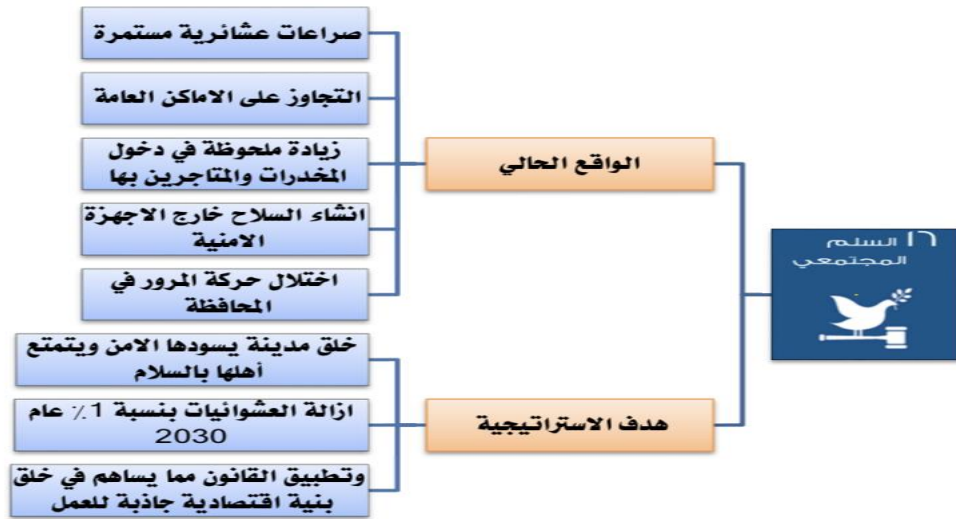 ١٦ السلم
المجتمعي
الواقع الحالي
صراعات عشائرية مستمرة
التجاوز على الاماكن العامة
زيادة ملحوظة في دخول
المخدرات والمتاجرين بها
انشاء السلاح خارج الاجهزة
الامنية
اختلال حركة المرور في
المحافظة
هدف الاستراتيجية
خلق مدينة يسودها الامن ويتمتع
أهلها بالسلام
ازالة العشوائيات بنسبة 1٪ عام
2030
وتطبيق القانون مما يساهم في خلق
بنية اقتصادية جاذبة للعمل